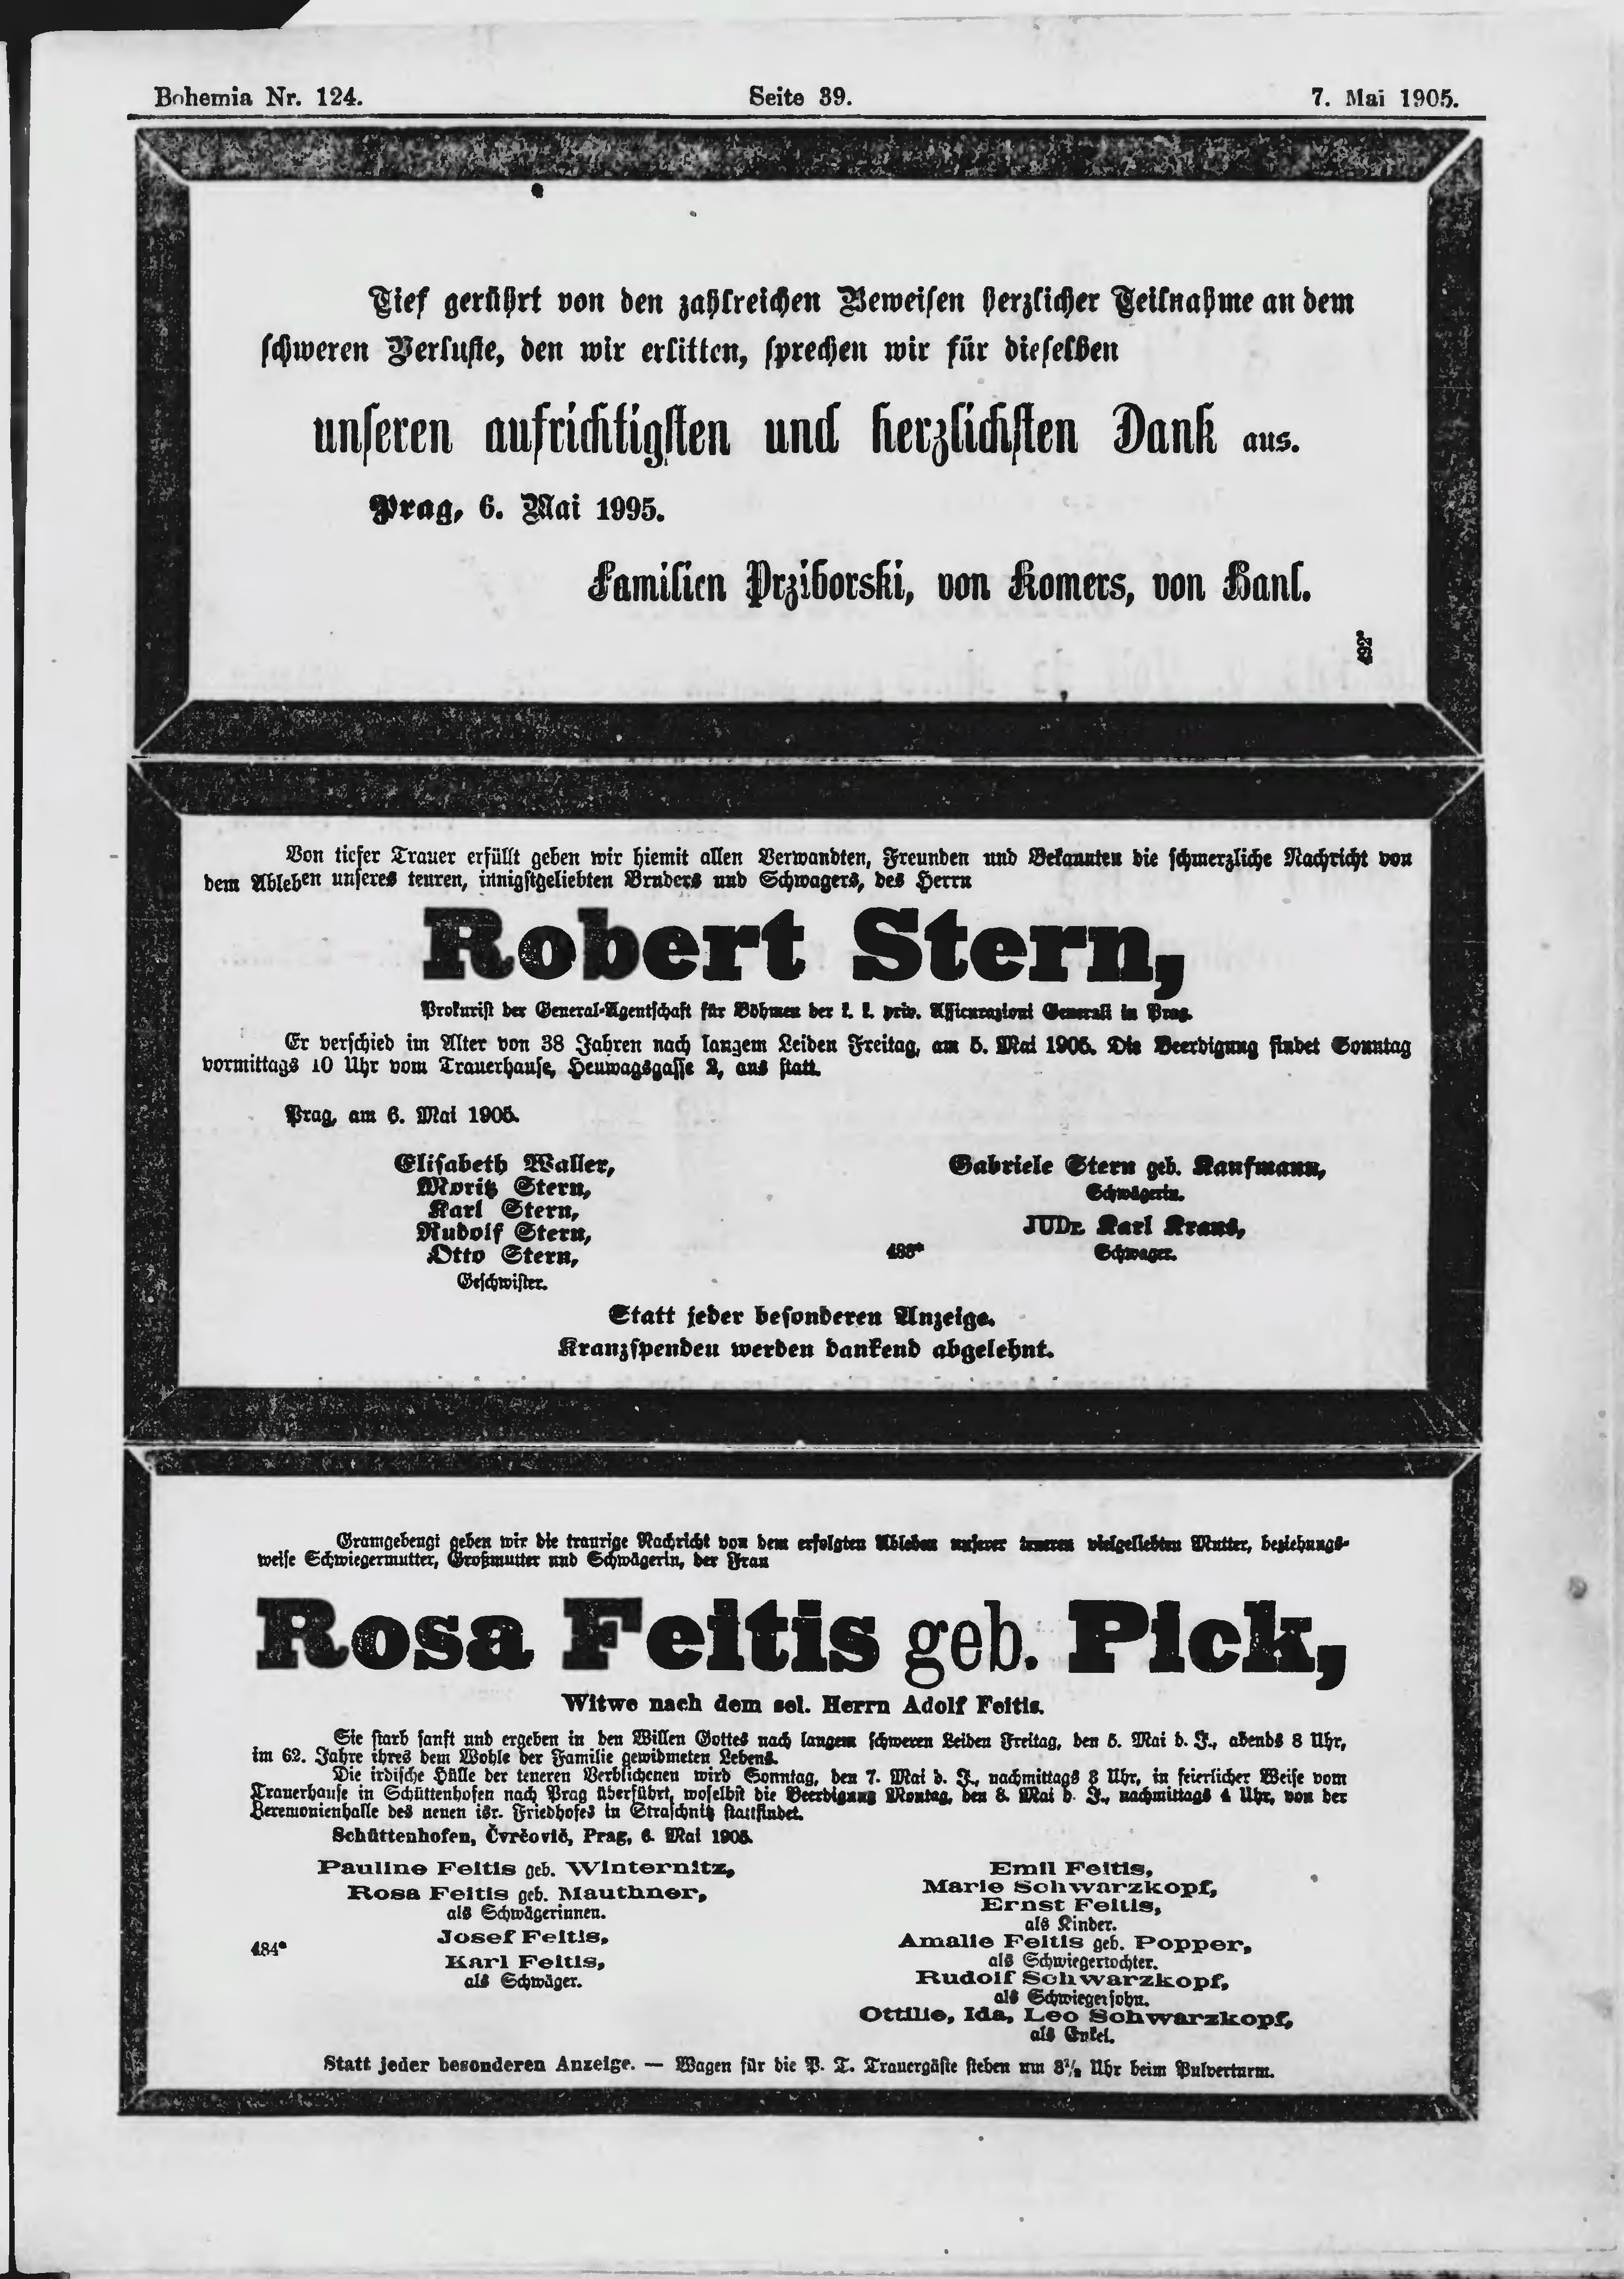 Bohemia Nr. 124. Seite 39. 7. Mai 1905.
Tief gerührt von den zahlreichen Beweisen herzlicher Teilnahme an dem
schweren Verluste, den wir erlitten, sprechen wir für dieselben
unseren aufrichtigsten und herzlichsten Dank aus.
Prag, 6. Mai 1995.
Familien Prziborski, von Komers, von Hanl.
Von tiefer Trauer erfüllt geben wir hiemit allen Verwandten, Freunden und Bekannten die schmerzliche Nachricht von
dem Ableben unseres teuren, innigstgeliebten Bruders und Schwagers, des Herrn
Robert Stern,
Prokurist der General-Agentschaft für Böhmen der k. k. priv. Assicurazioni Generali in Prag.
Er verschied im Alter von 38 Jahren nach langem Leiden Freitag, am 5. Mai 1905. Die Beerdigung findet Sonntag
vormittags 10 Uhr vom Trauerhause, Heuwagsgasse 2, aus statt.
Prag, am 6. Mai 1905.
Elisabeth Waller,
Moritz Stern,
Karl Stern,
Rudolf Stern,
Otto Stern,
Geschwister.
Gabriele Stern geb. Kaufmann,
Schwägerin.
JUDr. Karl Kraus,
Schwager.
Statt jeder besonderen Anzeige.
Kranzspenden werden dankend abgelehnt.
Gramgebeugt geben wir die traurige Nachricht von dem erfolgten Ableben unserer teueren vielgeliebten Mutter, beziehungs-
weise Schwiegermutter, Großmutter und Schwägerin, der Frau
Rosa Feitis geb. Pick,
Witwe nach dem sel. Herrn Adolf Feitis.
Sie starb sanft und ergeben in den Willen Gottes nach langem schweren Leiden Freitag, den 5. Mai d. J., abends 8 Uhr,
im 62. Jahre ihres dem Wohle der Familie gewidmeten Lebens.
Die irdische Hülle der teueren Verblichenen wird Sonntag, den 7. Mai d. J., nachmittags 3 Uhr, in feierlicher Weise vom
Trauerhause in Schüttenhofen nach Prag überführt, woselbst die Beerdigung Montag, den 8. Mai d. J., nachmittags 4 Uhr, von der
Zeremonienhalle des neuen isr. Friedhofes in Straschnitz stattfindet.
Schüttenhofen, Čvrčovič, Prag, 6. Mai 1905.
Pauline Feitis geb. Winternitz,
Rosa Feitis geb. Mauthner,
als Schwägerinnen.
Josef Feitis,
Karl Feitis,
als Schwäger.
484*
Emil Feitis,
Marie Schwarzkopf,
Ernst Feitis,
als Kinder.
Amalie Feitis geb. Popper,
als Schwiegertochter.
Rudolf Schwarzkopf,
als Schwiegersohn.
Ottilie, Ida, Leo Schwarzkopf,
als Enkel.
Statt jeder besonderen Anzeige. — Wagen für die P. T. Trauergäste stehen um 3½ Uhr beim Pulverturm.